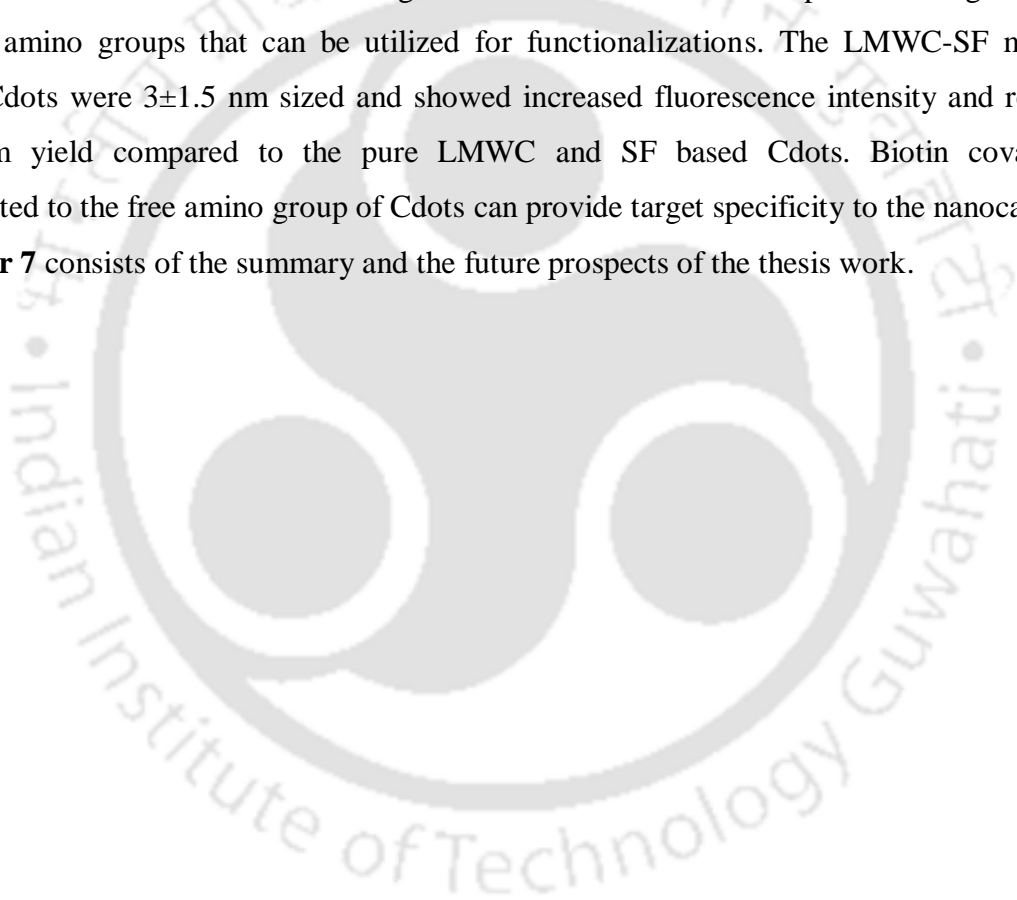 amino groups that can be utilized for functionalizations. The LMWC-SF
Cdots were 3±1.5 nm sized and showed increased fluorescence intensity and
yield compared to the pure LMWC and SF based Cdots. Biotin
to the free amino group of Cdots can provide target specificity to the
7 consists of the summary and the future prospects of the thesis work.
Indian Institute of Technology Guwahati